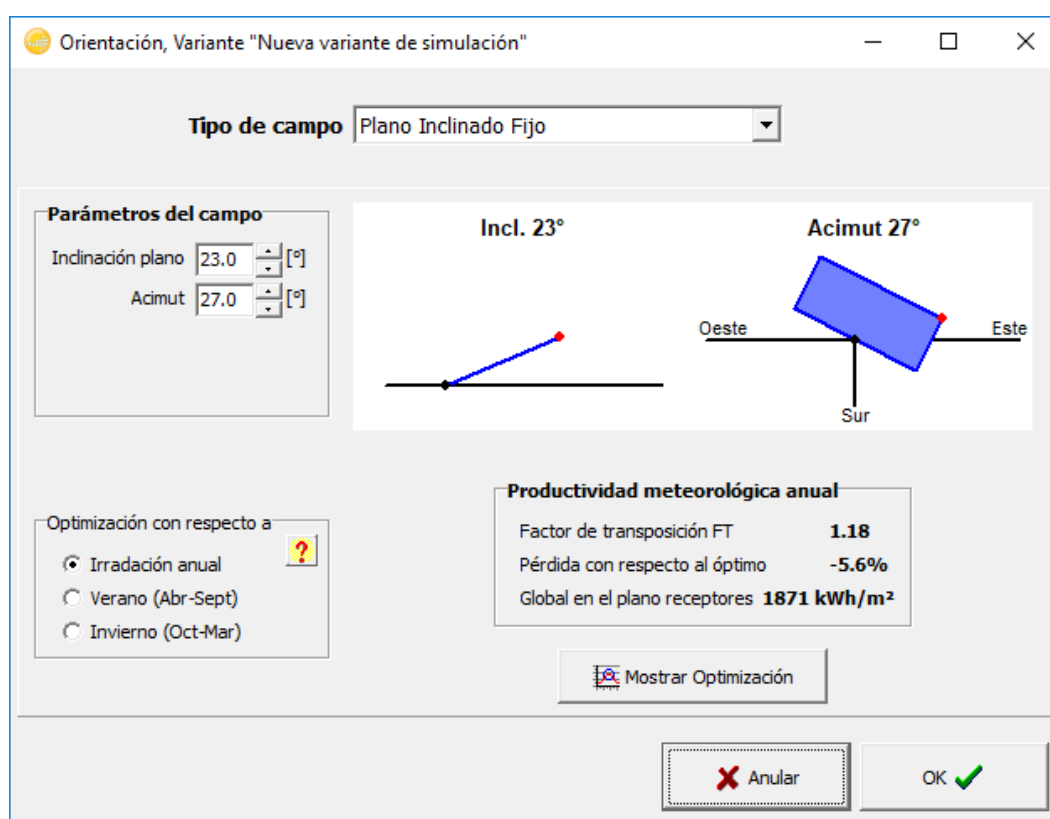 Orientación, Variante "Nueva variante de simulación"
Tipo de campo Plano Inclinado Fijo
Parámetros del campo
Inclinación plano 23.0 [º]
Acimut 27.0 [º]
Incl. 23°
Acimut 27°
Oeste
Este
Sur
Optimización con respecto a
?
Irradación anual
Verano (Abr-Sept)
Invierno (Oct-Mar)
Productividad meteorológica anual
Factor de transposición FT 1.18
Pérdida con respecto al óptimo -5.6%
Global en el plano receptores 1871 kWh/m²
Mostrar Optimización
Anular
OK